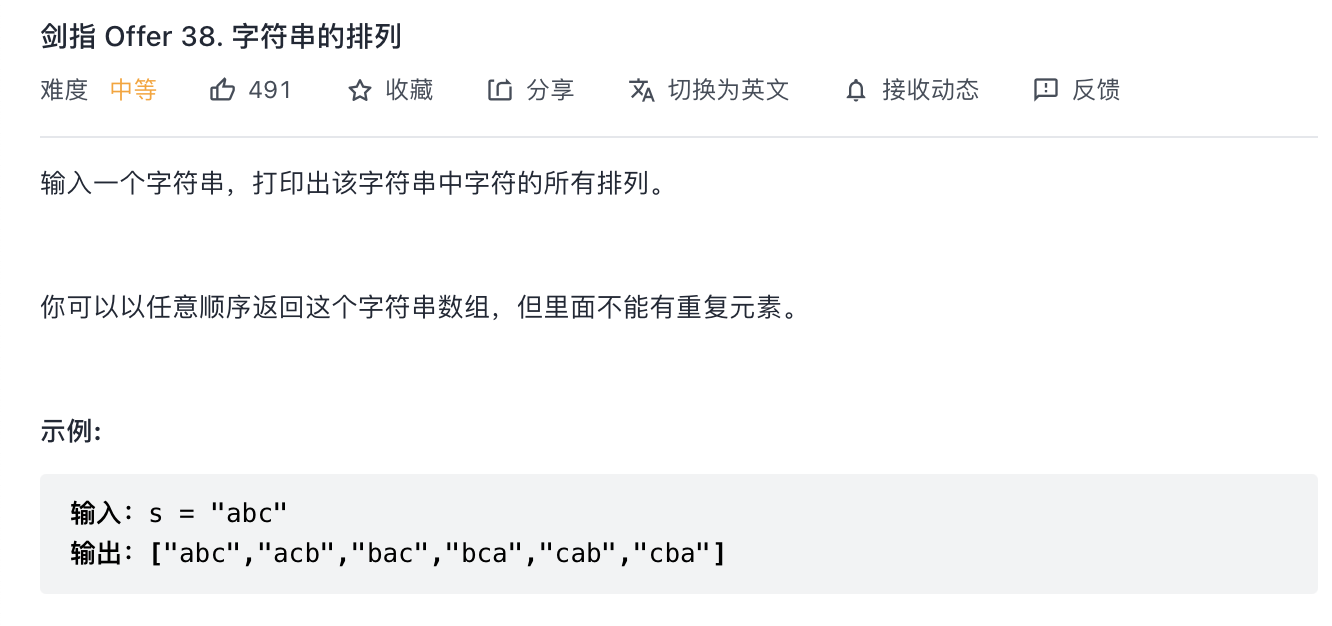 剑指 Offer 38. 字符串的排列
难度 中等 491 收藏 分享 切换为英文 接收动态 反馈
输入一个字符串，打印出该字符串中字符的所有排列。
你可以以任意顺序返回这个字符串数组，但里面不能有重复元素。
示例:
输入：s = "abc"
输出：["abc","acb","bac","bca","cab","cba"]